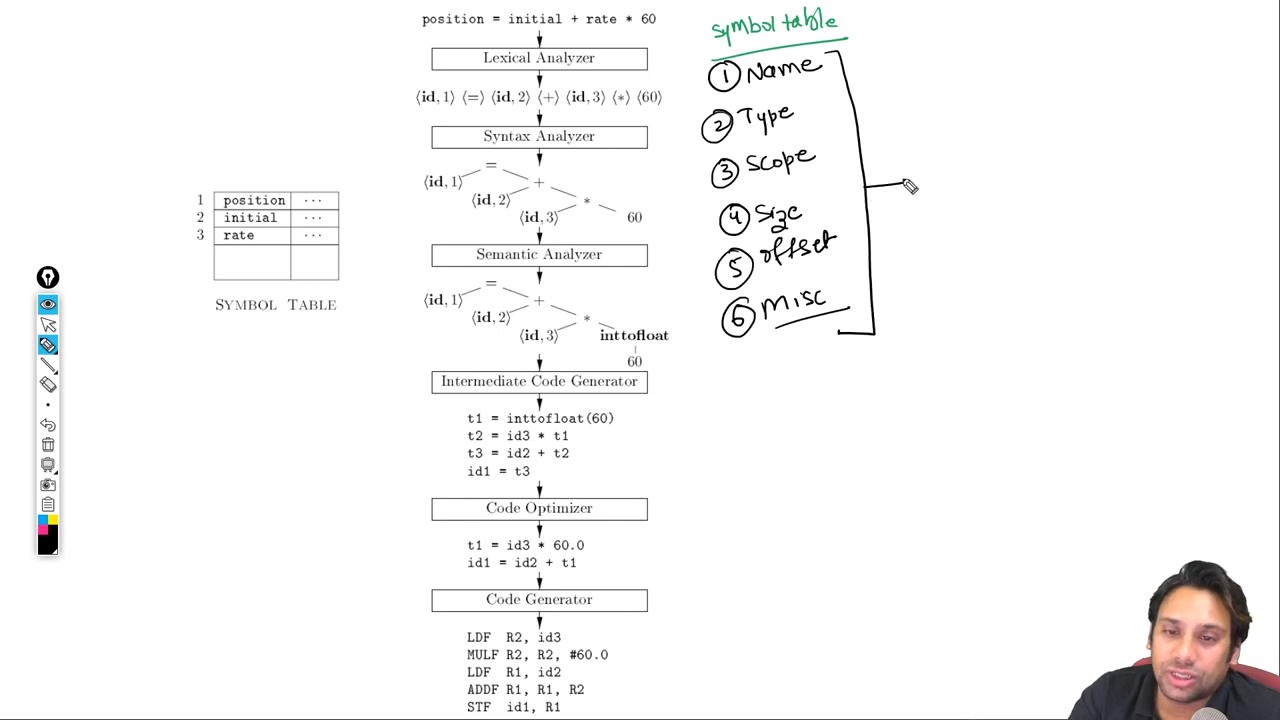 position = initial + rate * 60
Lexical Analyzer
⟨id, 1⟩ ⟨=⟩ ⟨id, 2⟩ ⟨+⟩ ⟨id, 3⟩ ⟨*⟩ ⟨60⟩
Syntax Analyzer
=
⟨id, 1⟩ +
⟨id, 2⟩ *
⟨id, 3⟩ 60
Semantic Analyzer
=
⟨id, 1⟩ +
⟨id, 2⟩ *
⟨id, 3⟩ inttofloat
60
Intermediate Code Generator
t1 = inttofloat(60)
t2 = id3 * t1
t3 = id2 + t2
id1 = t3
Code Optimizer
t1 = id3 * 60.0
id1 = id2 + t1
Code Generator
LDF R2, id3
MULF R2, R2, #60.0
LDF R1, id2
ADDF R1, R1, R2
STF id1, R1
1 position ...
2 initial ...
3 rate ...
SYMBOL TABLE
symbol table
1 Name
2 Type
3 Scope
4 Size
5 offset
6 Misc